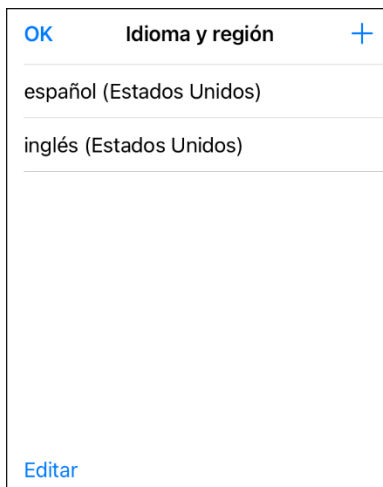 OK Idioma y región +
español (Estados Unidos)
inglés (Estados Unidos)
Editar